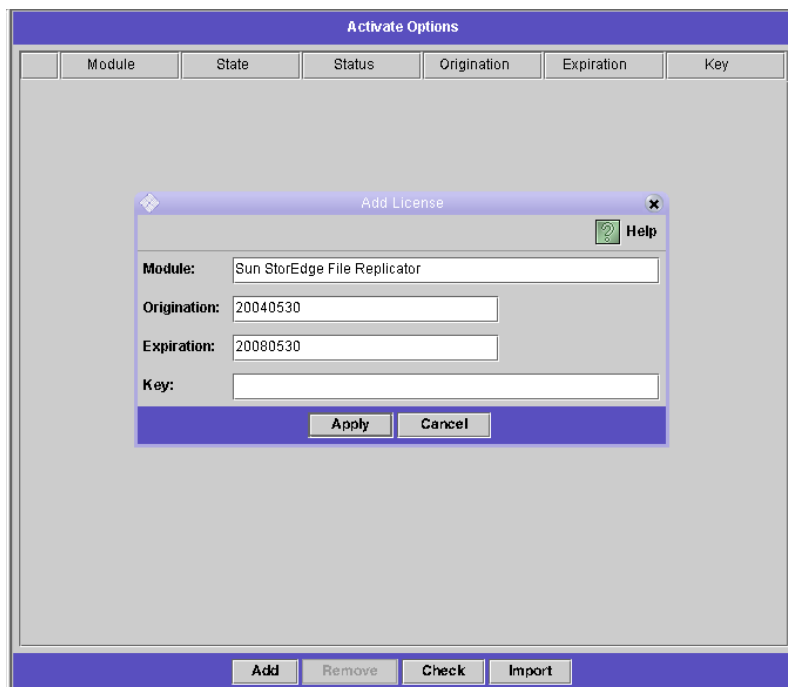 Activate Options
Module State Status Origination Expiration Key
Add License
? Help
Module: Sun StorEdge File Replicator
Origination: 20040530
Expiration: 20080530
Key:
Apply Cancel
Add Remove Check Import